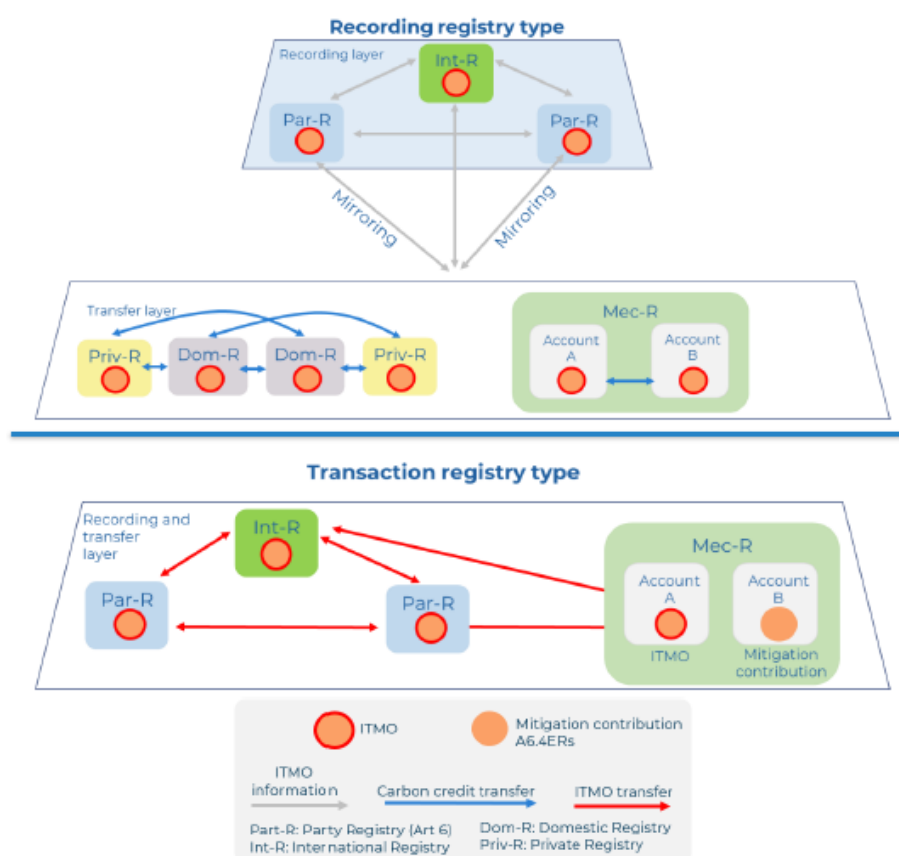 Recording registry type
Recording layer
Int-R
Par-R
Par-R
Mirroring
Mirroring
Transfer layer
Priv-R
Dom-R
Dom-R
Priv-R
Mec-R
Account
A
Account
B
Transaction registry type
Recording and
transfer
layer
Int-R
Par-R
Par-R
Mec-R
Account
A
ITMO
Account
B
Mitigation
contribution
ITMO
Mitigation contribution
A6.4ERs
ITMO
information
Carbon credit transfer
ITMO transfer
Part-R: Party Registry (Art 6)
Int-R: International Registry
Dom-R: Domestic Registry
Priv-R: Private Registry